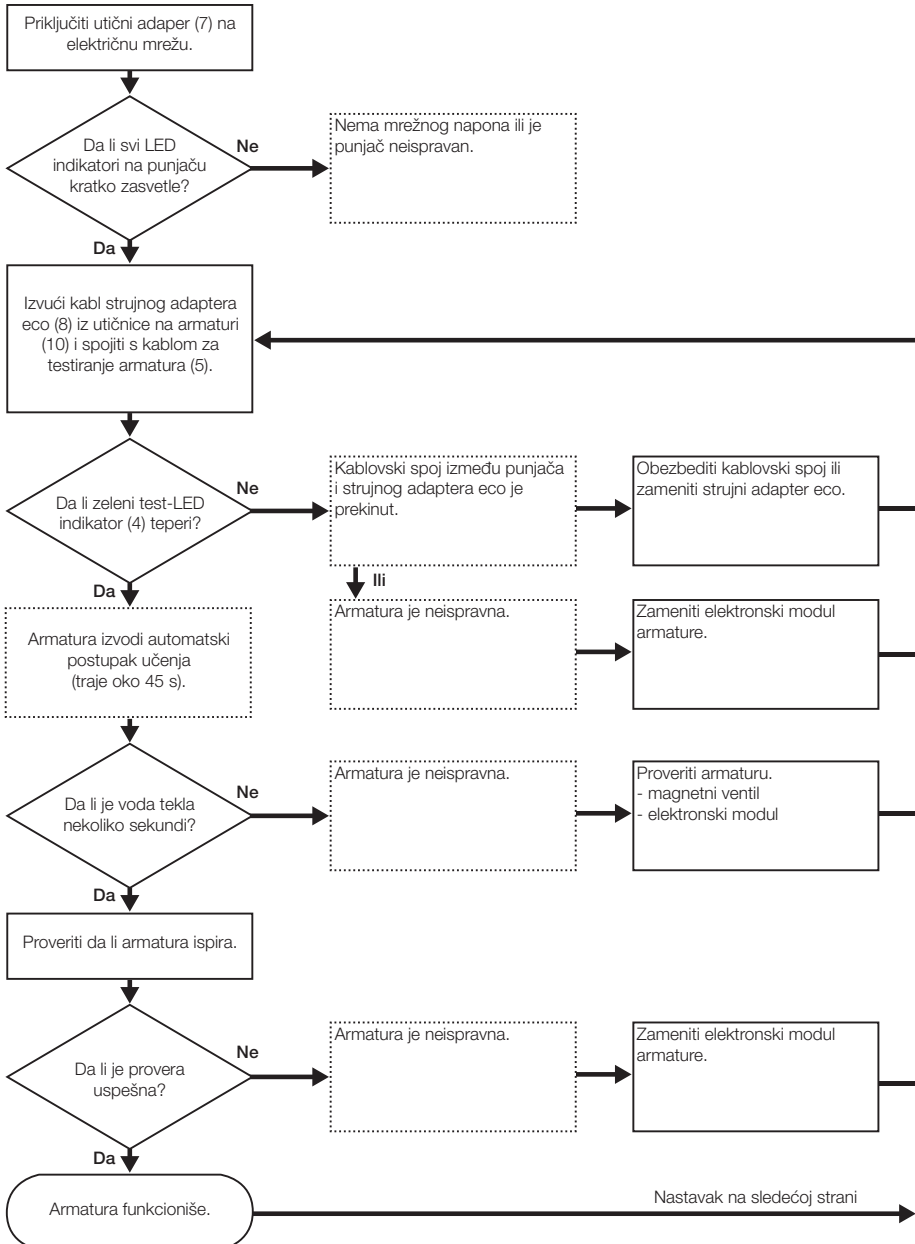 Priključiti utični adaper (7) na
električnu mrežu.
Da li svi LED
indikatori na punjaču
kratko zasvetle?
Ne
Nema mrežnog napona ili je
punjač neispravan.
Da
Izvući kabl strujnog adaptera
eco (8) iz utičnice na armaturi
(10) i spojiti s kablom za
testiranje armatura (5).
Da li zeleni test-LED
indikator (4) teperi?
Ne
Kablovski spoj između punjača
i strujnog adaptera eco je
prekinut.
Obezbediti kablovski spoj ili
zameniti strujni adapter eco.
Ili
Armatura je neispravna.
Zameniti elektronski modul
armature.
Da
Armatura izvodi automatski
postupak učenja
(traje oko 45 s).
Da li je voda tekla
nekoliko sekundi?
Ne
Armatura je neispravna.
Proveriti armaturu.
- magnetni ventil
- elektronski modul
Da
Proveriti da li armatura ispira.
Da li je provera
uspešna?
Ne
Armatura je neispravna.
Zameniti elektronski modul
armature.
Da
Armatura funkcioniše.
Nastavak na sledećoj strani